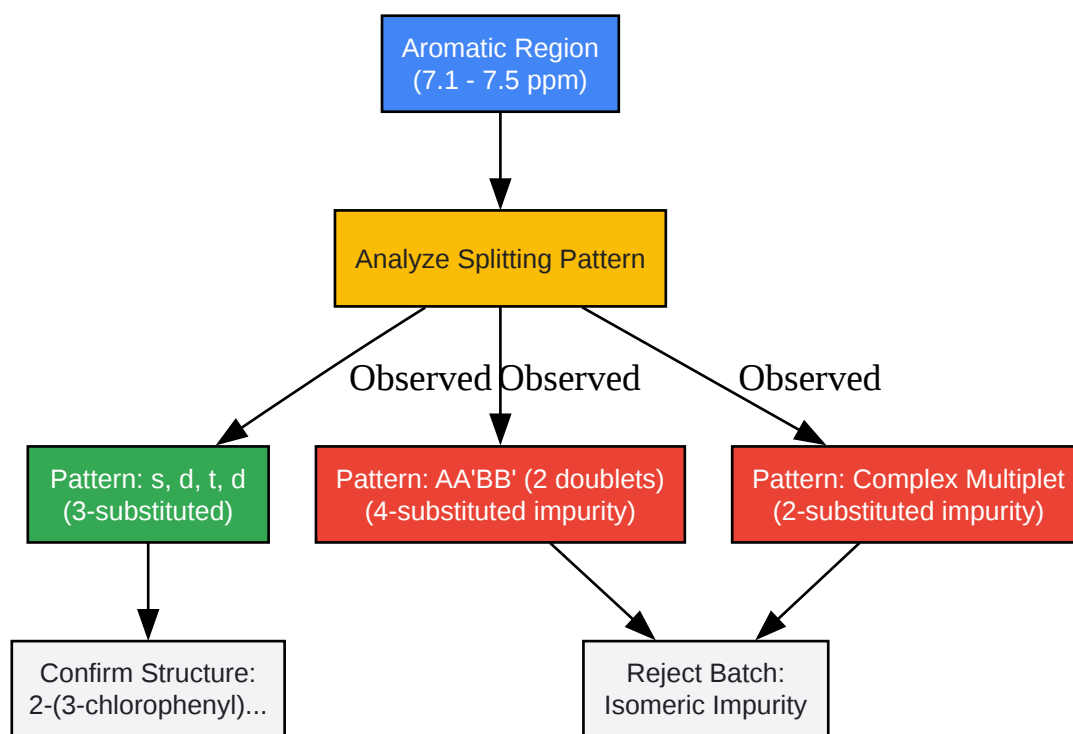 Aromatic Region
(7.1 - 7.5 ppm)
Analyze Splitting Pattern
Observed
Observed
Observed
Pattern: s, d, t, d
(3-substituted)
Pattern: AA'BB' (2 doublets)
(4-substituted impurity)
Pattern: Complex Multiplet
(2-substituted impurity)
Confirm Structure:
2-(3-chlorophenyl)...
Reject Batch:
Isomeric Impurity